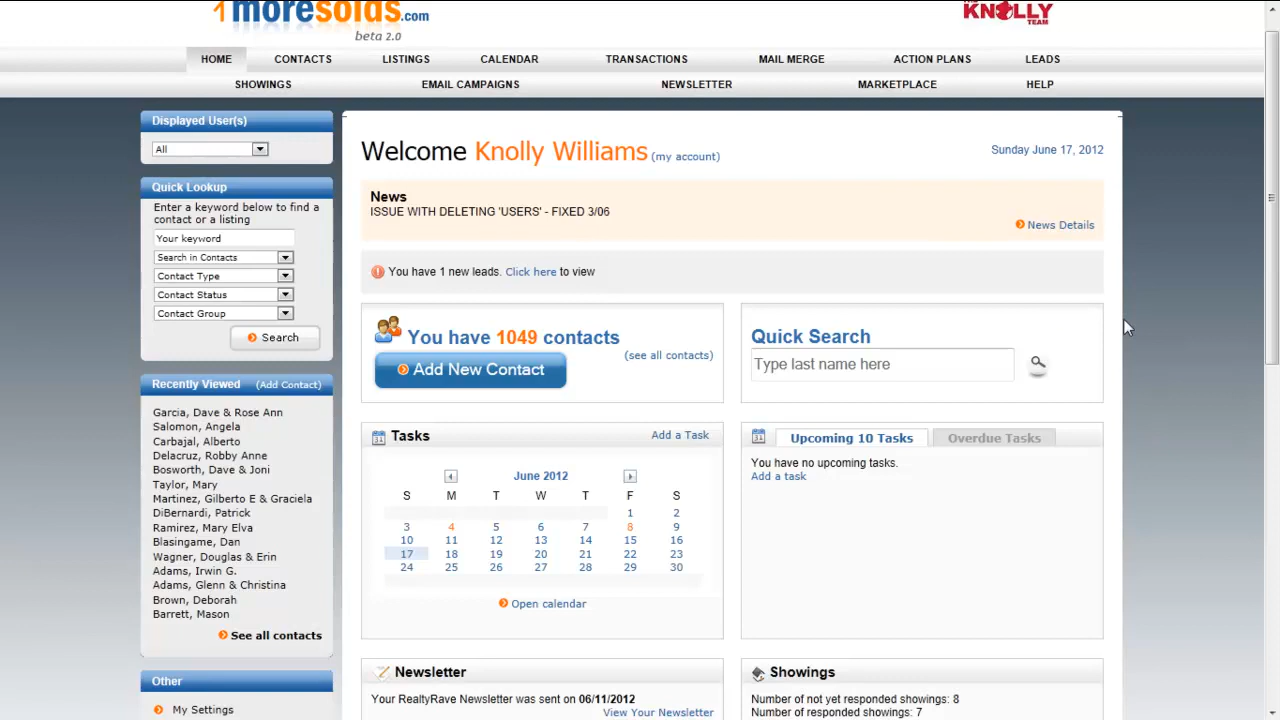 1moresolds.com
beta 2.0
KNOLLY
TEAM
HOME CONTACTS LISTINGS CALENDAR TRANSACTIONS MAIL MERGE ACTION PLANS LEADS
SHOWINGS EMAIL CAMPAIGNS NEWSLETTER MARKETPLACE HELP
Displayed User(s)
All
Quick Lookup
Enter a keyword below to find a
contact or a listing
Your keyword
Search in Contacts
Contact Type
Contact Status
Contact Group
Search
Recently Viewed (Add Contact)
Garcia, Dave & Rose Ann
Salomon, Angela
Carbajal, Alberto
Delacruz, Robby Anne
Bosworth, Dave & Joni
Taylor, Mary
Martinez, Gilberto E & Graciela
DiBernardi, Patrick
Ramirez, Mary Elva
Blasingame, Dan
Wagner, Douglas & Erin
Adams, Irwin G.
Adams, Glenn & Christina
Brown, Deborah
Barrett, Mason
See all contacts
Other
My Settings
Welcome Knolly Williams (my account)
Sunday June 17, 2012
News
ISSUE WITH DELETING 'USERS' - FIXED 3/06
News Details
You have 1 new leads. Click here to view
You have 1049 contacts
(see all contacts)
Add New Contact
Quick Search
Type last name here
Tasks Add a Task
June 2012
S M T W T F S
1 2
3 4 5 6 7 8 9
10 11 12 13 14 15 16
17 18 19 20 21 22 23
24 25 26 27 28 29 30
Open calendar
Upcoming 10 Tasks Overdue Tasks
You have no upcoming tasks.
Add a task
Newsletter
Your RealtyRave Newsletter was sent on 06/11/2012
View Your Newsletter
Showings
Number of not yet responded showings: 8
Number of responded showings: 7